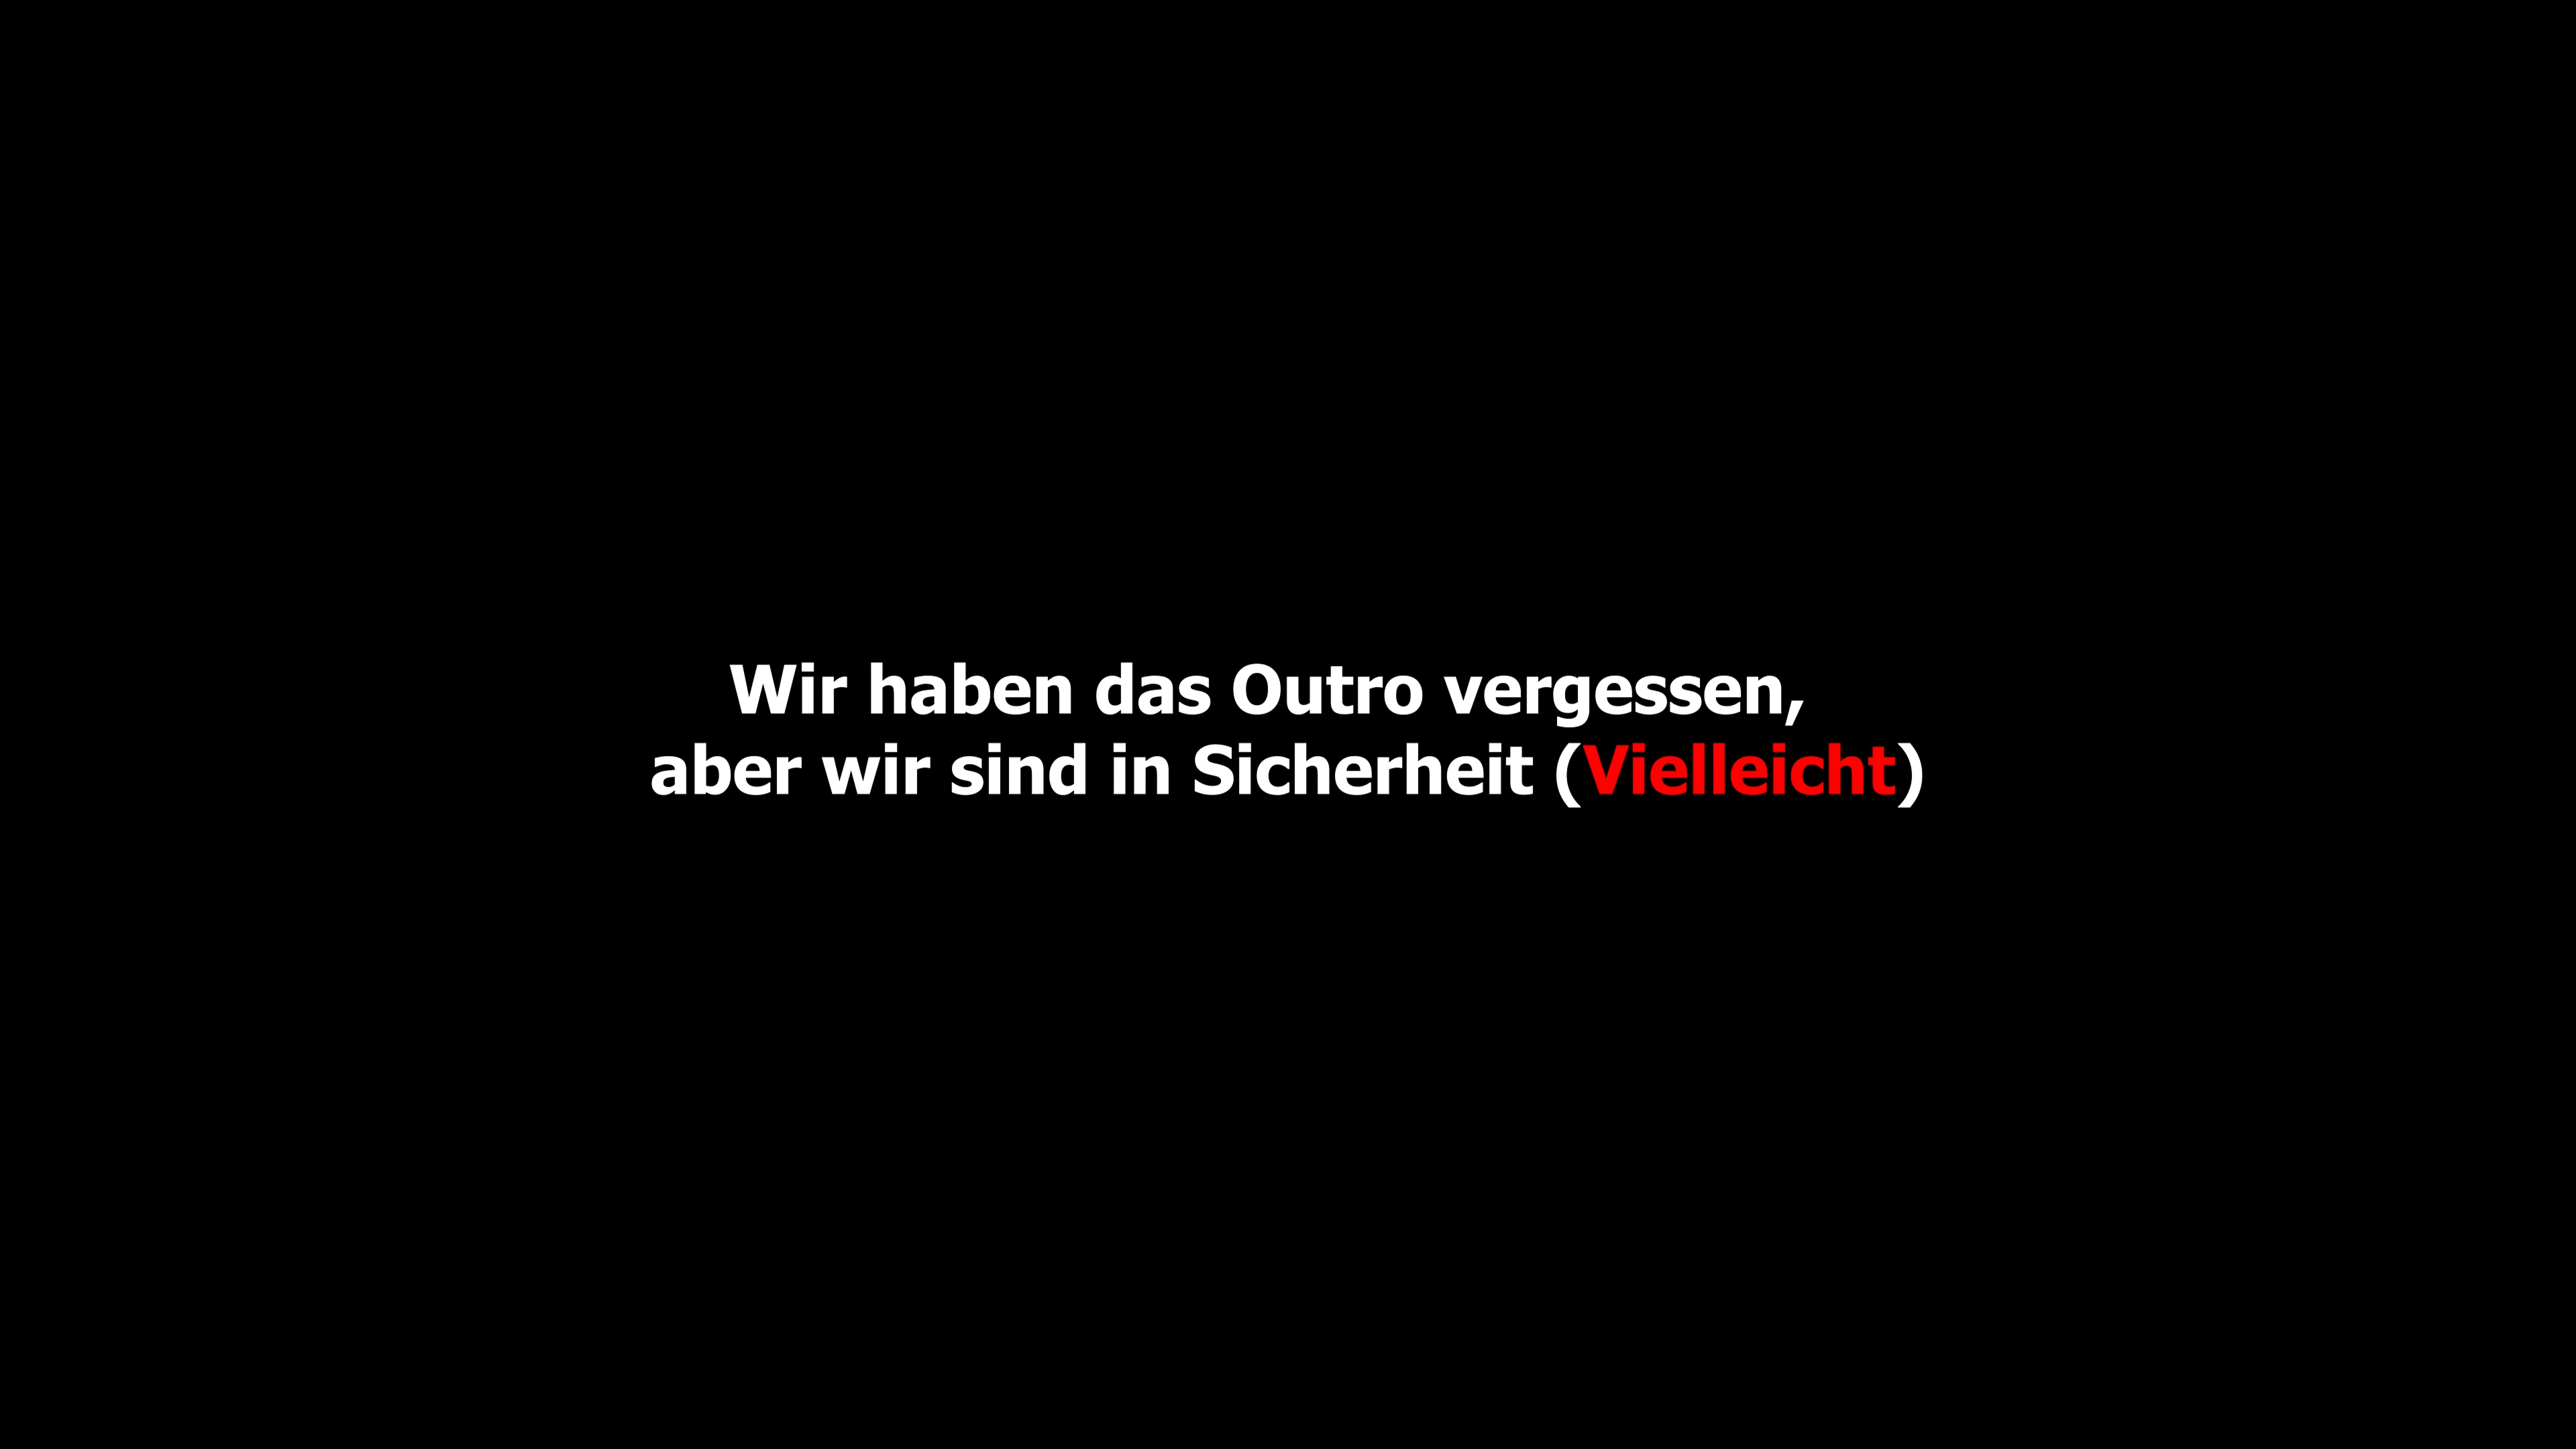 Wir haben das Outro vergessen,
aber wir sind in Sicherheit (Vielleicht)